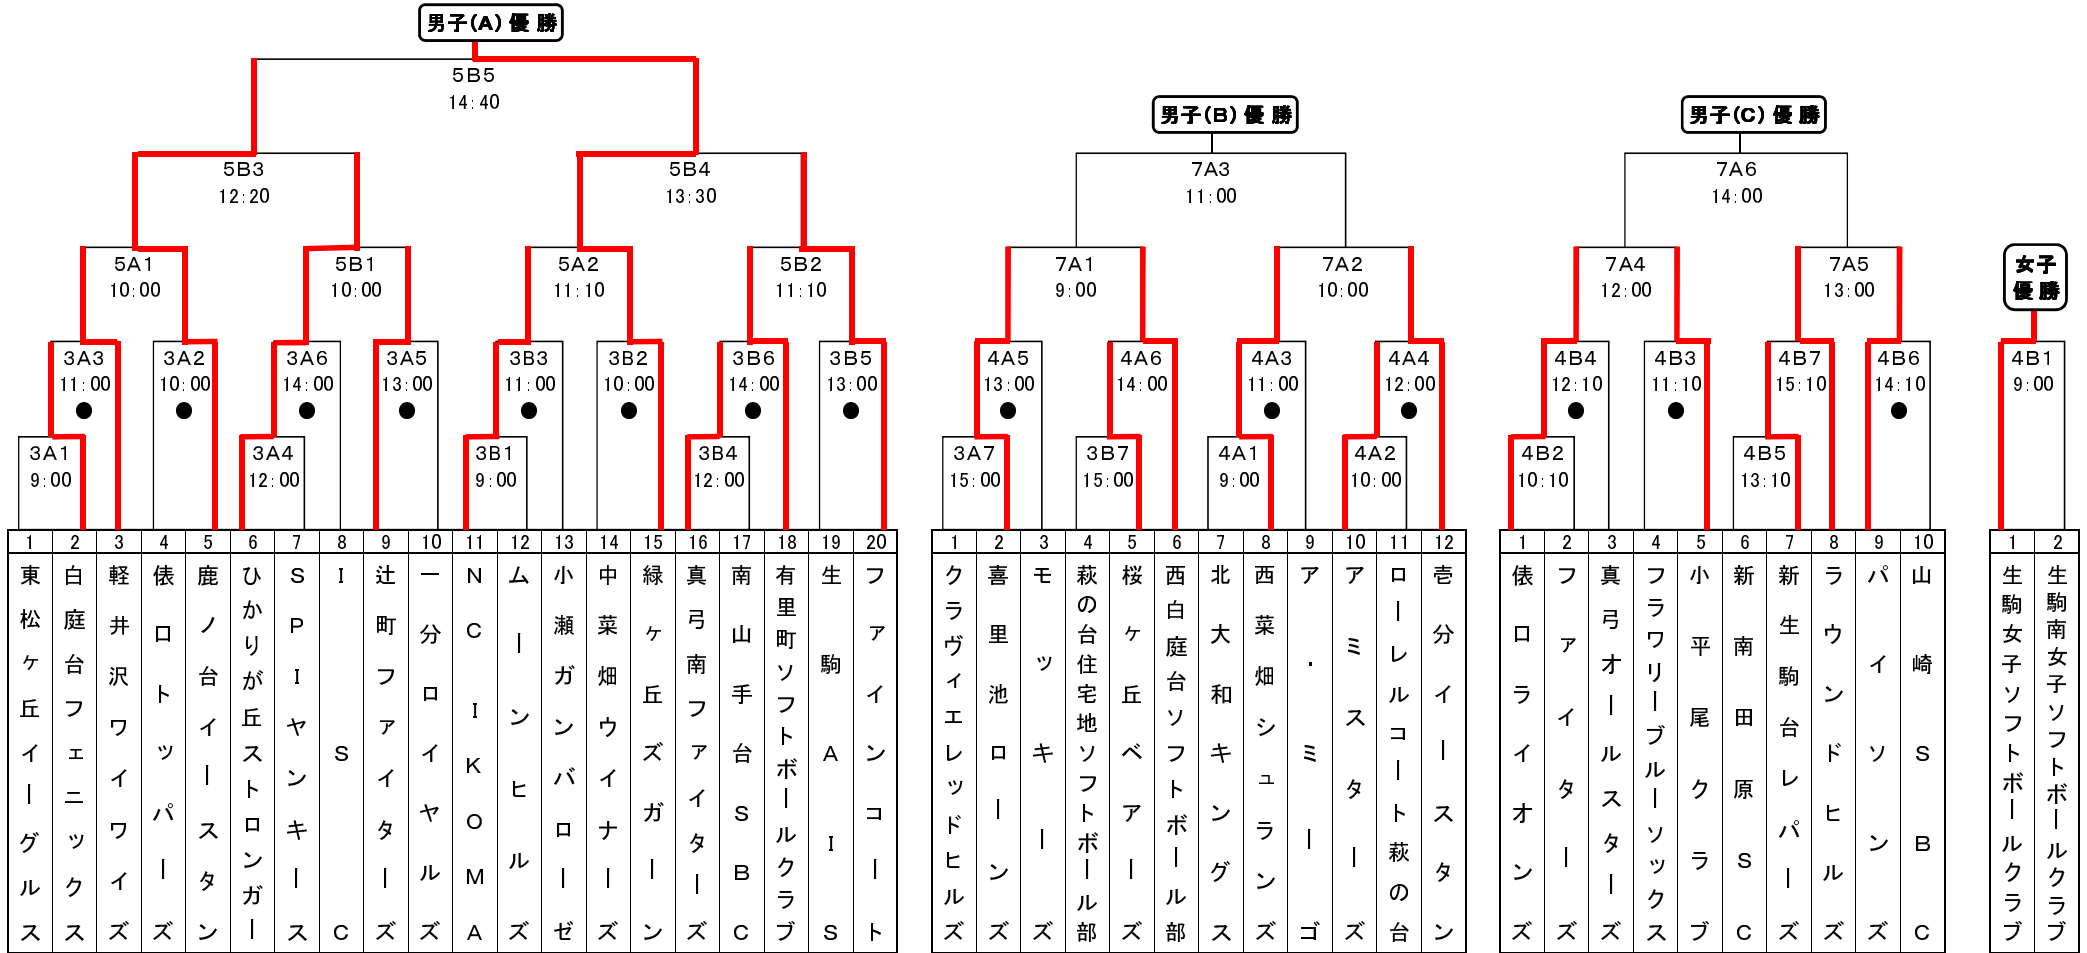 男子(A) 優 勝
5B5
14:40
男子(B) 優 勝
男子(C) 優 勝
5B3
12:20
5B4
13:30
7A3
11:00
7A6
14:00
5A1
10:00
5B1
10:00
5A2
11:10
5B2
11:10
7A1
9:00
7A2
10:00
7A4
12:00
7A5
13:00
女子
優 勝
3A3
11:00
3A2
10:00
3A6
14:00
3A5
13:00
3B3
11:00
3B2
10:00
3B6
14:00
3B5
13:00
4A5
13:00
4A6
14:00
4A3
11:00
4A4
12:00
4B4
12:10
4B3
11:10
4B7
15:10
4B6
14:10
4B1
9:00
3A1
9:00
3A4
12:00
3B1
9:00
3B4
12:00
3A7
15:00
3B7
15:00
4A1
9:00
4A2
10:00
4B2
10:10
4B5
13:10
1
東松ヶ丘イーグルス
2
白庭台フェニックス
3
軽井沢ワイワイズ
4
俵口トッパーズ
5
鹿ノ台イースタン
6
ひかりが丘ストロンガー
7
SPIヤンキース
8
ISC
9
辻町ファイターズ
10
一分ロイヤルズ
11
NCIKOMA
12
ムーンヒルズ
13
小瀬ガンバローゼ
14
中菜畑ウイナーズ
15
緑ヶ丘ズガーン
16
真弓南ファイターズ
17
南山手台SBC
18
有里町ソフトボールクラブ
19
生駒AIS
20
ファインコート
1
クラヴィエレッドヒルズ
2
喜里池ローンズ
3
モッキーズ
4
萩の台住宅地ソフトボール部
5
桜ヶ丘ベアーズ
6
西白庭台ソフトボール部
7
北大和キングス
8
西菜畑シュランズ
9
ア・ミーゴ
10
アミスターズ
11
ローレルコート萩の台
12
壱分イースタン
1
俵口ライオンズ
2
ファイターズ
3
真弓オールスターズ
4
フラワリーブルーソックス
5
小平尾クラブ
6
新南田原SC
7
新生駒台レパーズ
8
ラウンドヒルズ
9
パイソンズ
10
山崎SBC
1
生駒女子ソフトボールクラブ
2
生駒南女子ソフトボールクラブ